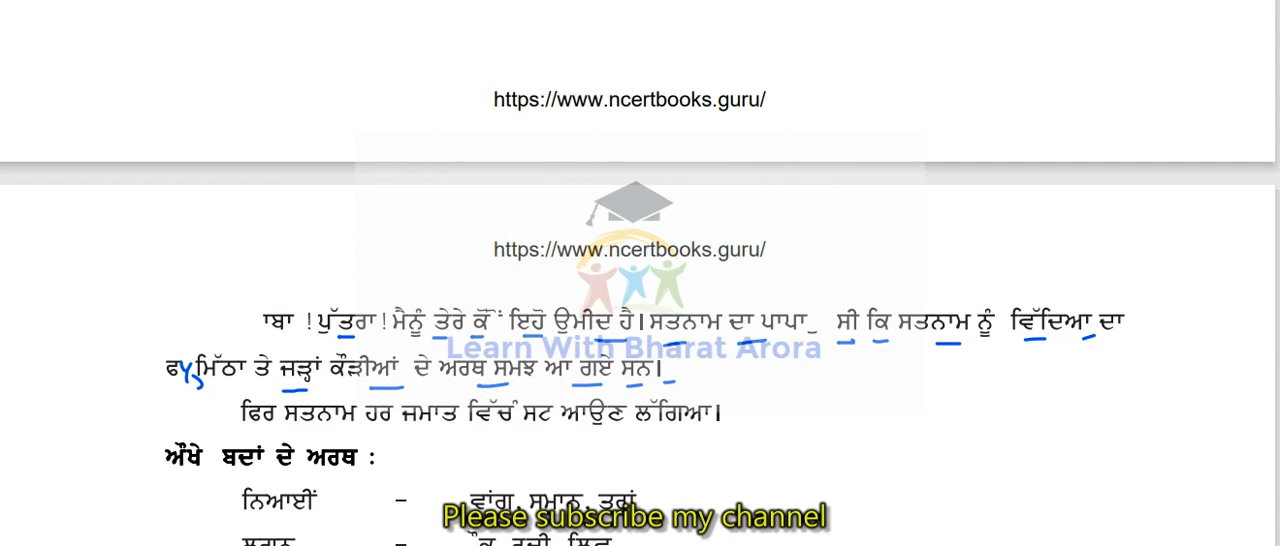 https://www.ncertbooks.guru/
https://www.ncertbooks.guru/
ਾਬਾ ! ਪੁੱਤਰਾ ! ਮੈਨੂੰ ਤੇਰੇ ਇਹੋ ਉਮੀਦ ਹੈ। ਸਤਨਾਮ ਦਾ ਪਾਪਾ ਸੀ ਕਿ ਸਤਨਾਮ ਨੂੰ ਵਿੱਦਿਆ ਦਾ
Learn With Bharat Arora
ਮਿੱਠਾ ਤੇ ਜੜ੍ਹਾਂ ਕੌੜੀਆਂ ਦੇ ਅਰਥ ਸਮਝ ਆ ਗਏ ਸਨ।
ਫਿਰ ਸਤਨਾਮ ਹਰ ਜਮਾਤ ਵਿੱਚੰ ਸਟ ਆਉਣ ਲੱਗਿਆ।
ਔਖੇ ਬਦਾਂ ਦੇ ਅਰਥ :
ਨਿਆਈਂ – ਵਾਂਗ, ਸਮਾਨ, ਤਰਾਂ
Please subscribe my channel